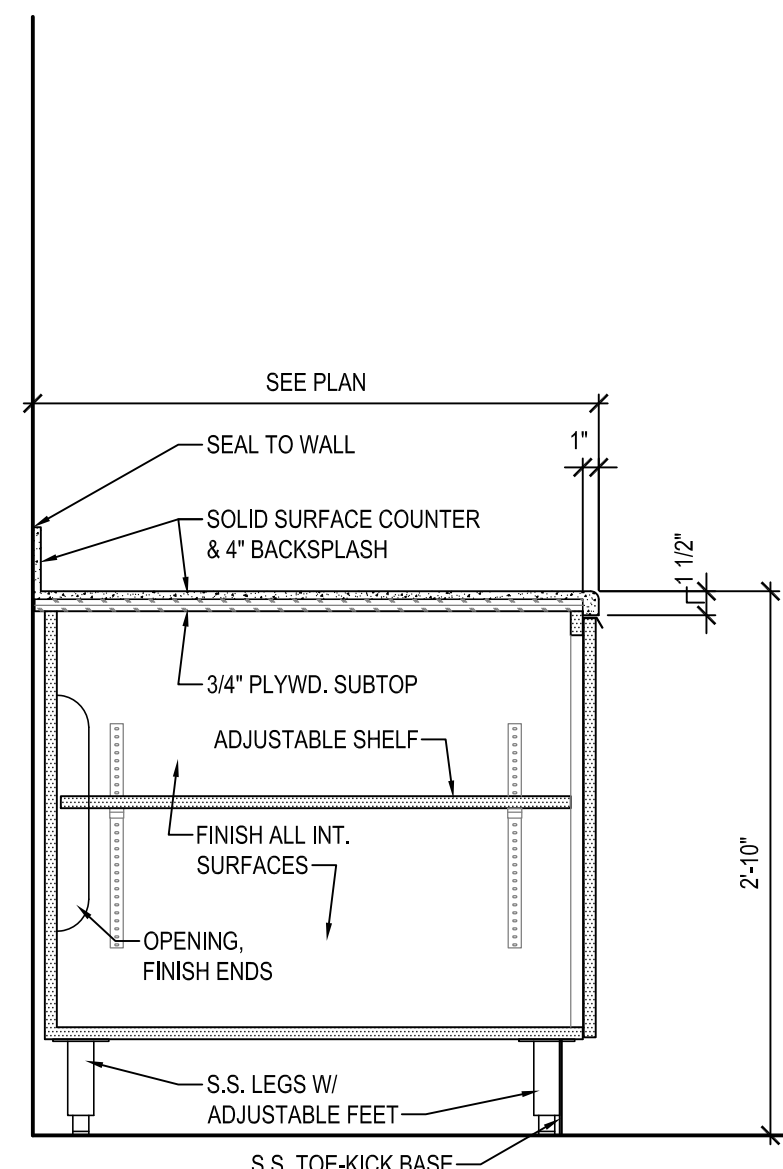 SEE PLAN
1"
SEAL TO WALL
SOLID SURFACE COUNTER
& 4" BACKSPLASH
1 1/2"
3/4" PLYWD. SUBTOP
ADJUSTABLE SHELF
FINISH ALL INT.
SURFACES
2'-10"
OPENING,
FINISH ENDS
S.S. LEGS W/
ADJUSTABLE FEET
S.S. TOE-KICK BASE